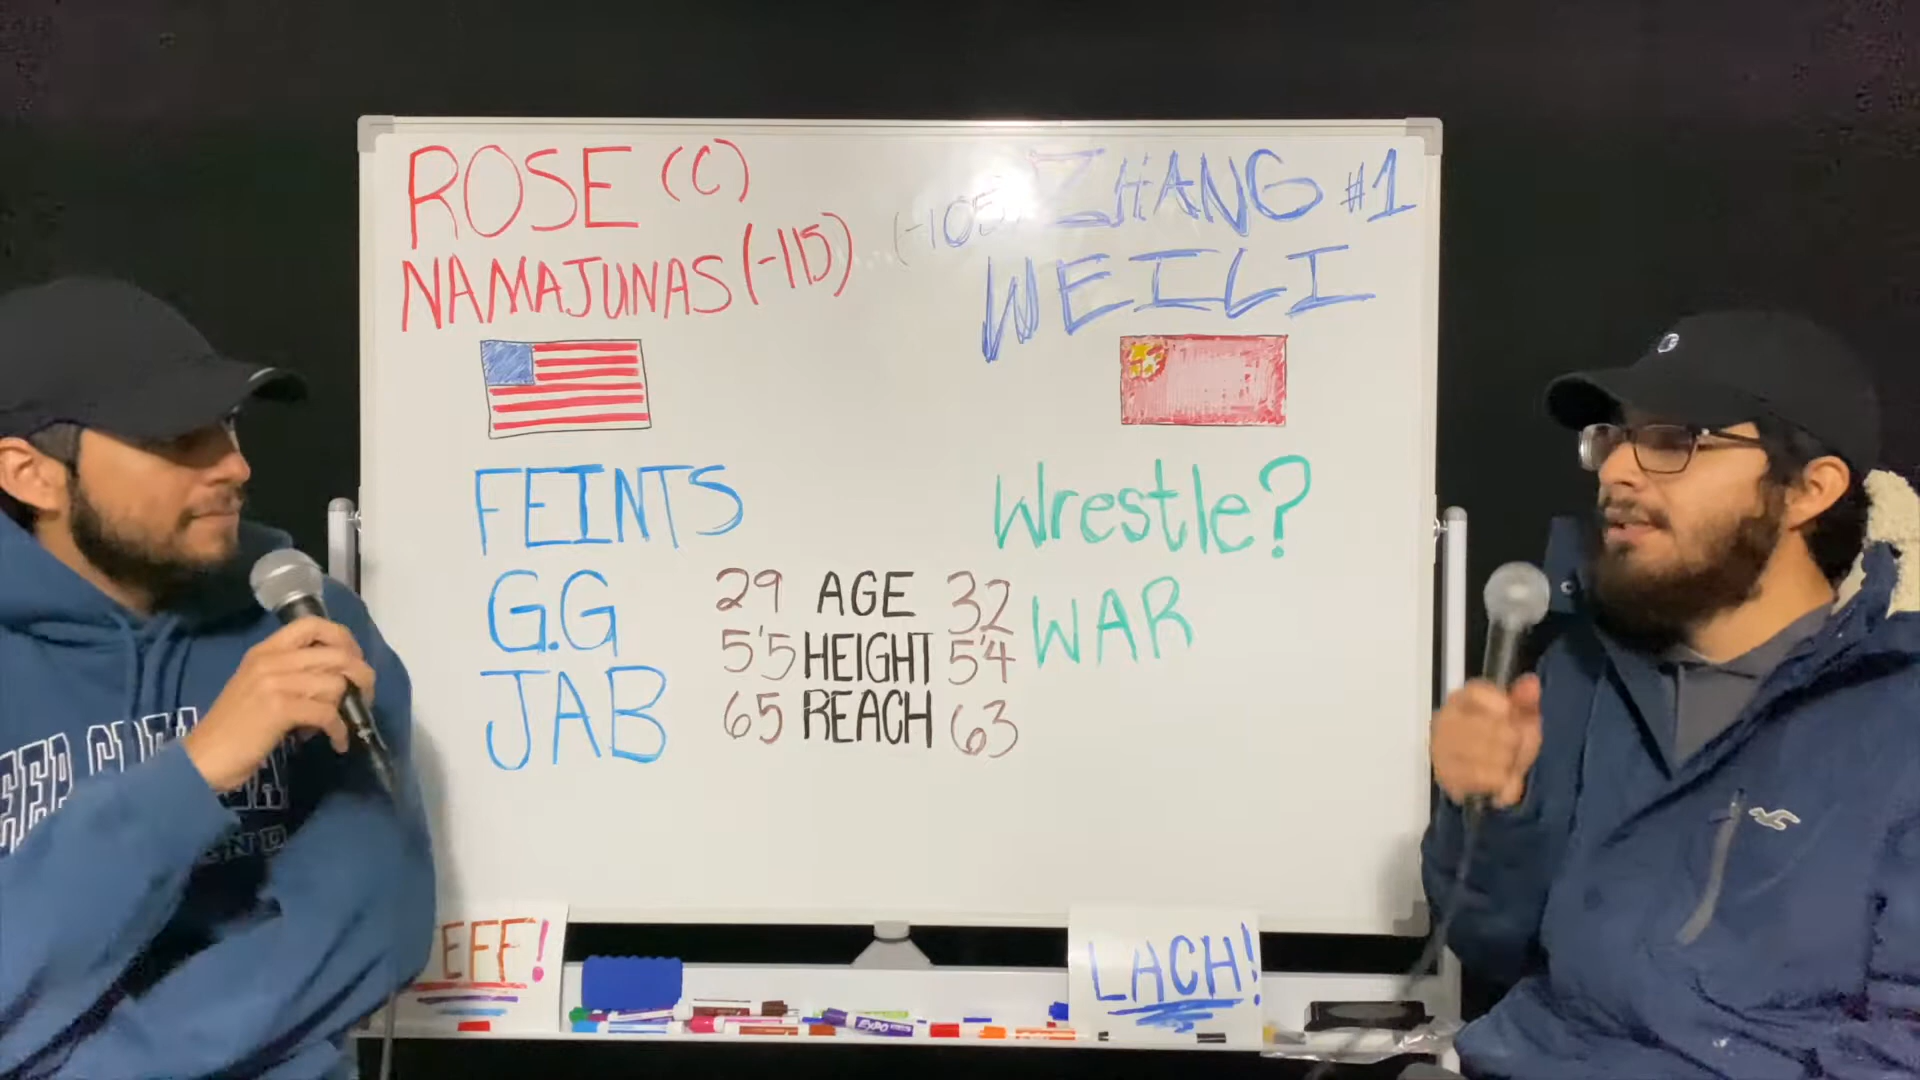 ROSE (C)
NAMAJUNAS (-115)
(-105) ZHANG #1
WEILI
FEINTS
G.G
JAB
Wrestle?
WAR
29 AGE 32
5'5 HEIGHT 5'4
65 REACH 63
EFF!
LACH!
EXPO